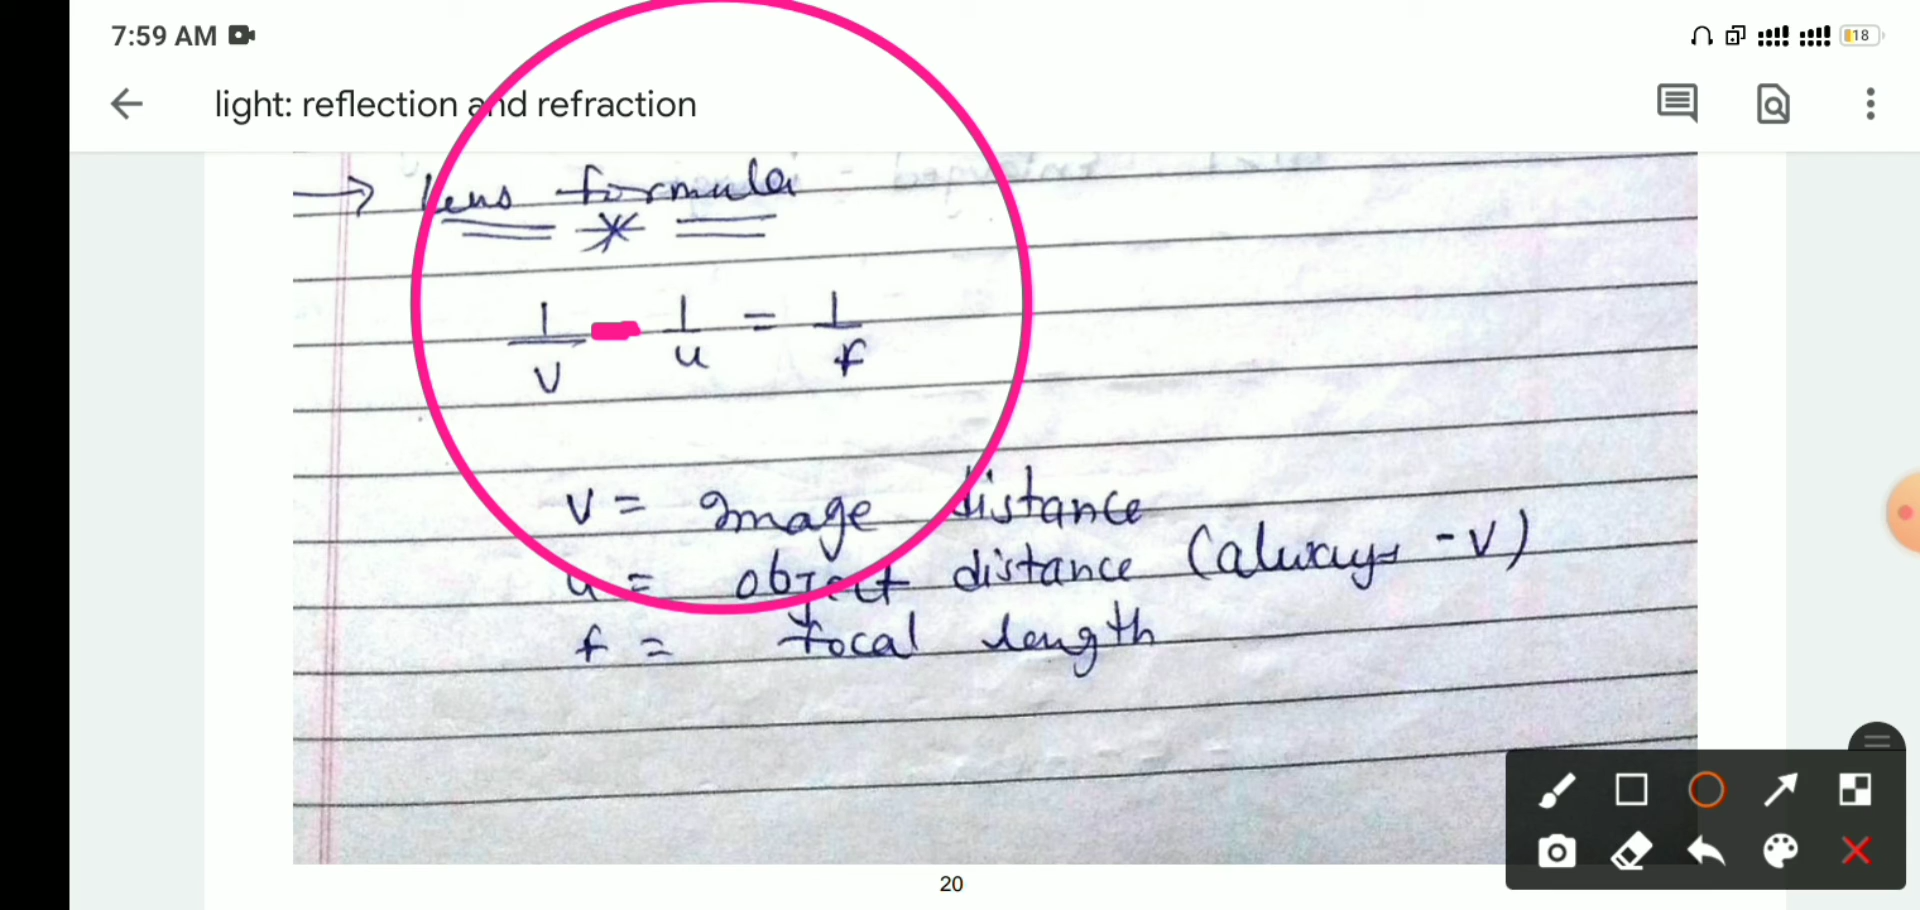 7:59 AM
18
light: reflection and refraction
→ Lens formula
1/v - 1/u = 1/f
v = Image distance
u = object distance (always -v)
f = focal length
20